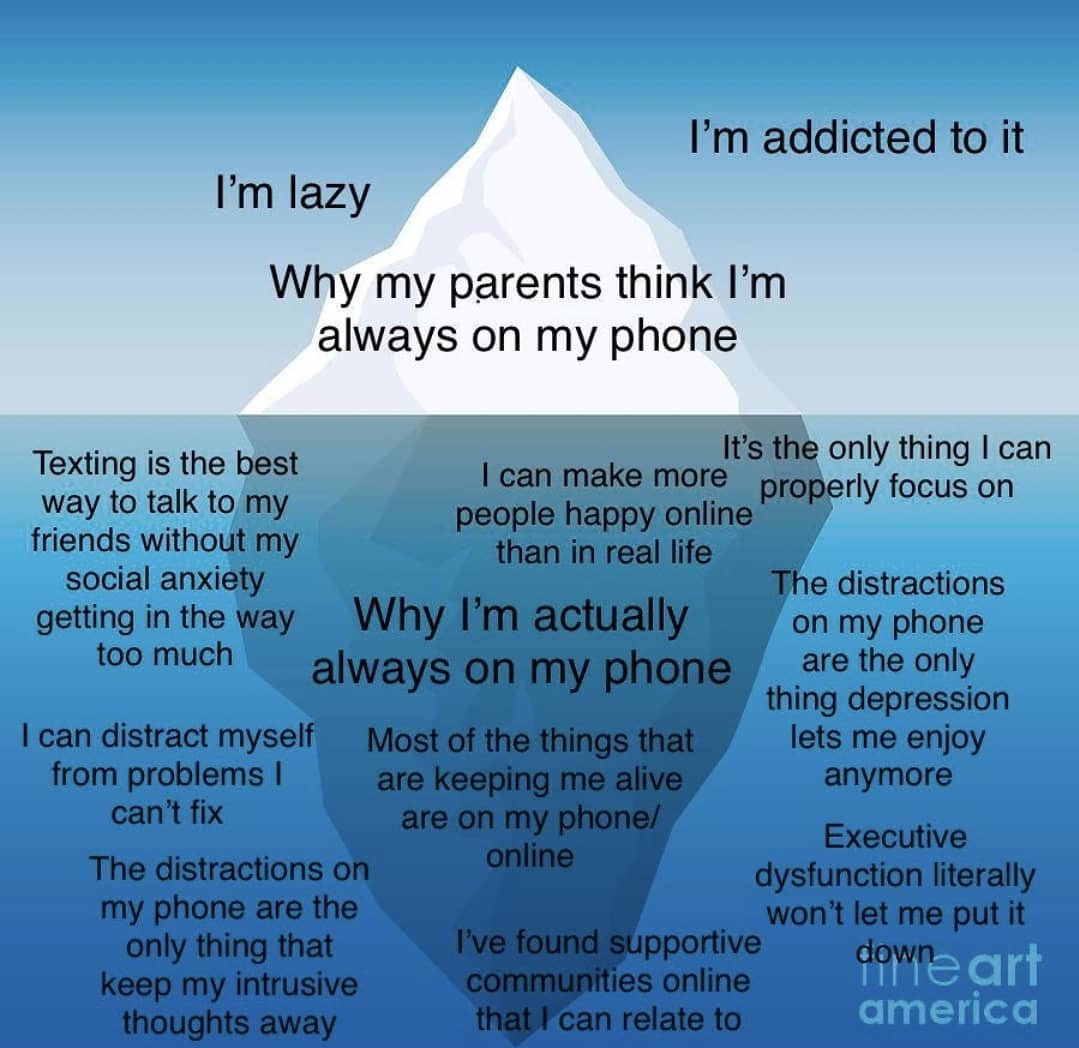 I'm addicted to it
I'm lazy
Why my parents think I'm
always on my phone
Texting is the best
way to talk to my
friends without my
social anxiety
getting in the way
too much
I can make more
people happy online
than in real life
It's the only thing I can
properly focus on
Why I'm actually
always on my phone
The distractions
on my phone
are the only
thing depression
lets me enjoy
anymore
I can distract myself
from problems I
can't fix
Most of the things that
are keeping me alive
are on my phone/
online
Executive
dysfunction literally
won't let me put it
down
The distractions on
my phone are the
only thing that
keep my intrusive
thoughts away
I've found supportive
communities online
that I can relate to
fine art
america